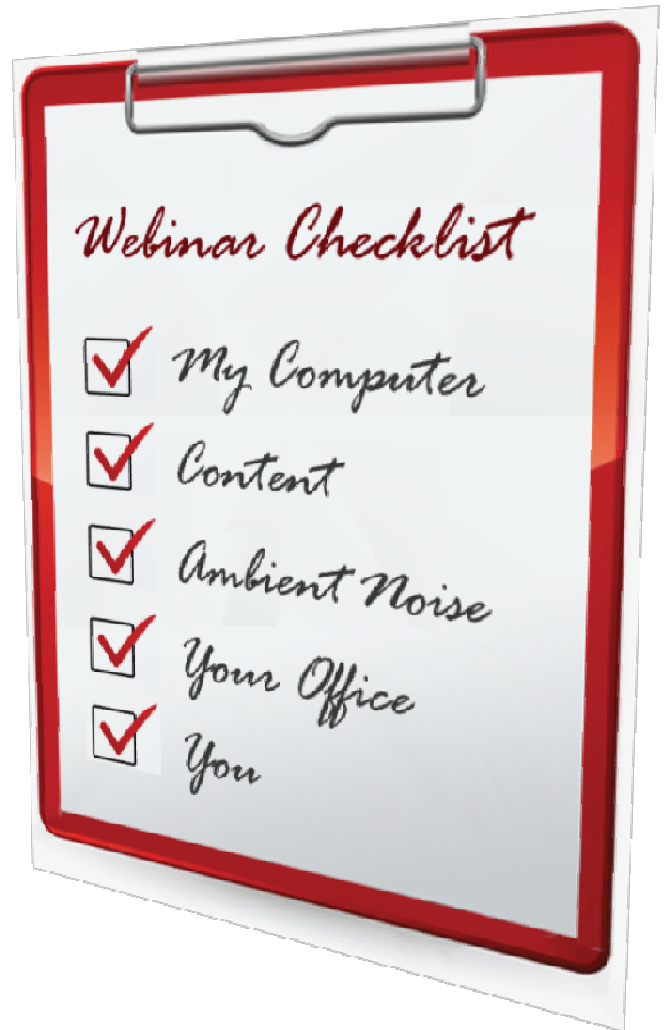 Webinar Checklist
My Computer
Content
Ambient Noise
Your Office
You